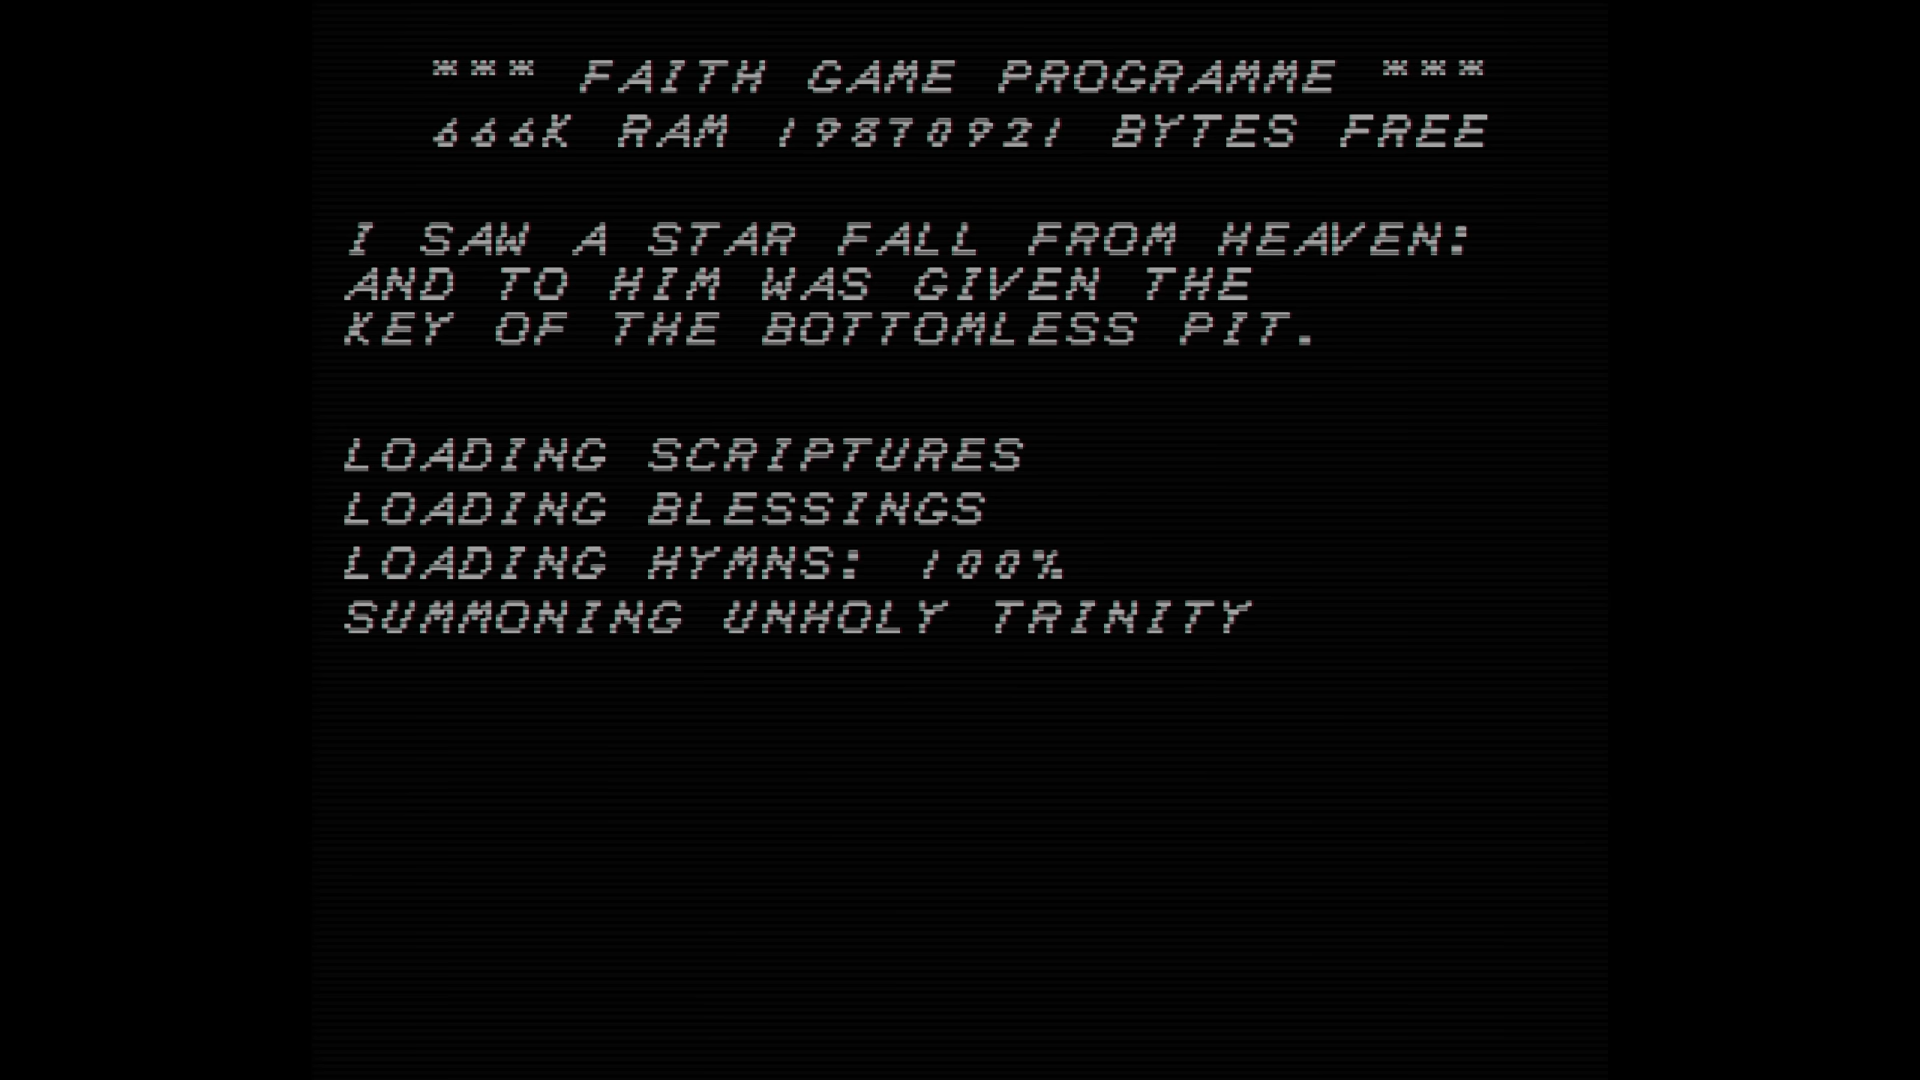 *** FAITH GAME PROGRAMME ***
666K RAM 19870921 BYTES FREE
I SAW A STAR FALL FROM HEAVEN:
AND TO HIM WAS GIVEN THE
KEY OF THE BOTTOMLESS PIT.
LOADING SCRIPTURES
LOADING BLESSINGS
LOADING HYMNS: 100%
SUMMONING UNHOLY TRINITY